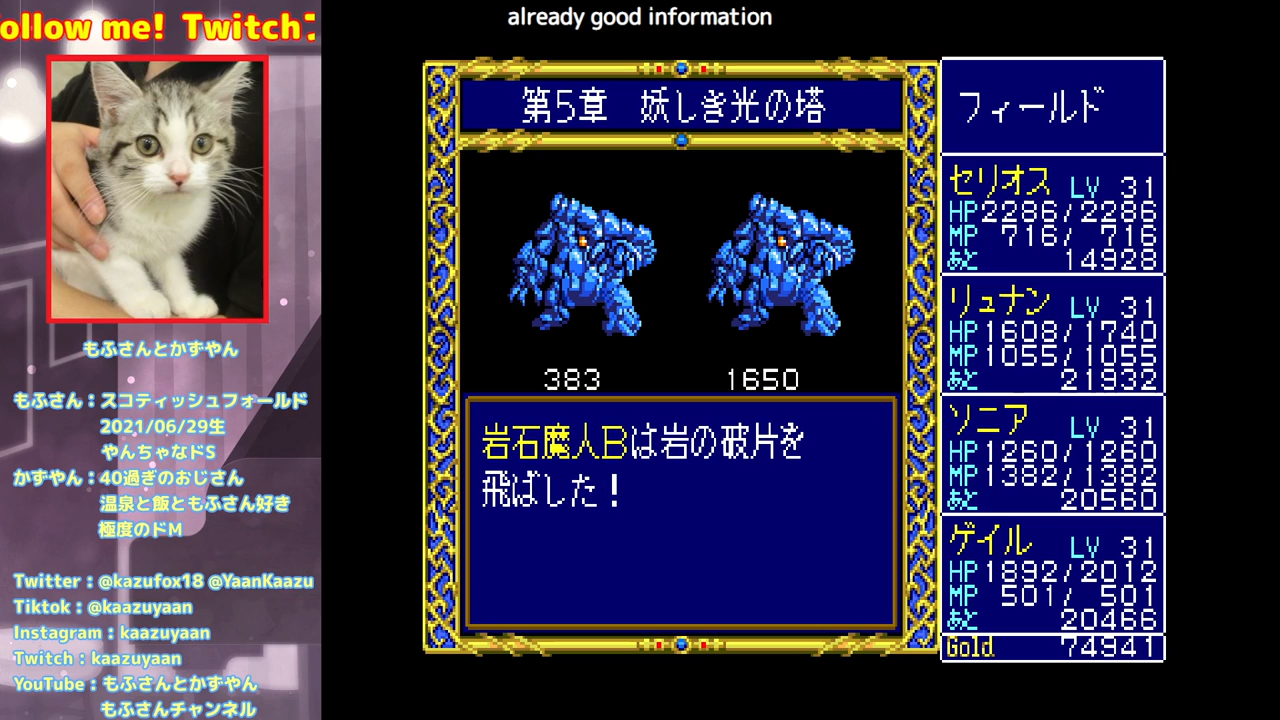 ollow me! Twitch
already good information
もふさんとかずやん
もふさん：スコティッシュフォールド
2021/06/29生
やんちゃなドS
かずやん：40過ぎのおじさん
温泉と飯ともふさん好き
極度のドM
Twitter：@kazufox18 @YaanKaazu
Tiktok：@kaazuyaan
Instagram：kaazuyaan
Twitch：kaazuyaan
YouTube：もふさんとかずやん
もふさんチャンネル
第5章 妖しき光の塔
383 1650
岩石魔人Bは岩の破片を
飛ばした！
フィールド
セリオス LV 31
HP2286/2286
MP 716/ 716
あと 14928
リュナン LV 31
HP1608/1740
MP1055/1055
あと 21932
ソニア LV 31
HP1260/1260
MP1382/1382
あと 20560
ゲイル LV 31
HP1892/2012
MP 501/ 501
あと 20466
Gold 74941